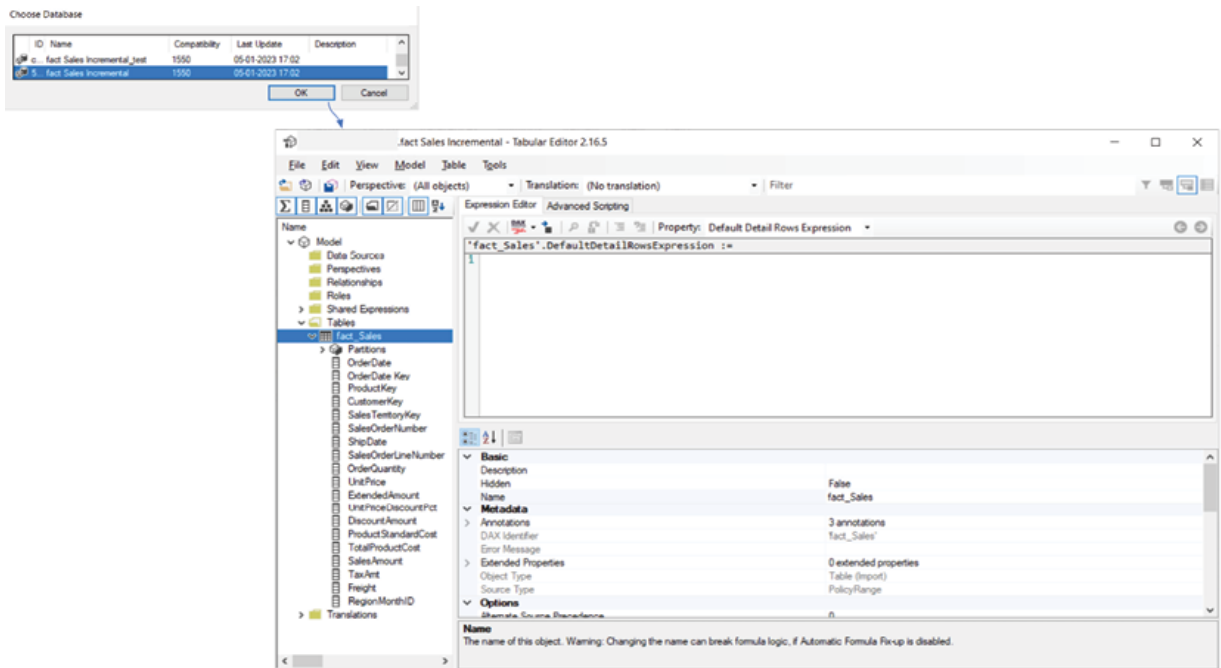 Choose Database
ID Name Compatibility Last Update Description
c... fact Sales Incremental_test 1550 05-01-2023 17:02
5... fact Sales Incremental 1550 05-01-2023 17:02
OK Cancel
.fact Sales Incremental - Tabular Editor 2.16.5
File Edit View Model Table Tools
Perspective: (All objects) Translation: (No translation) Filter
Expression Editor Advanced Scripting
Property: Default Detail Rows Expression
'fact_Sales'.DefaultDetailRowsExpression :=
1
Name
Model
Data Sources
Perspectives
Relationships
Roles
Shared Expressions
Tables
fact_Sales
Partitions
OrderDate
OrderDate Key
ProductKey
CustomerKey
SalesTerritoryKey
SalesOrderNumber
ShipDate
SalesOrderLineNumber
OrderQuantity
UnitPrice
ExtendedAmount
UnitPriceDiscountPct
DiscountAmount
ProductStandardCost
TotalProductCost
SalesAmount
TaxAmt
Freight
RegionMonthID
Translations
Basic
Description
Hidden False
Name fact_Sales
Metadata
Annotations 3 annotations
DAX Identifier 'fact_Sales'
Error Message
Extended Properties 0 extended properties
Object Type Table (Import)
Source Type PolicyRange
Options
Alternate Source Precedence 0
Name
The name of this object. Warning: Changing the name can break formula logic, if Automatic Formula Fix-up is disabled.